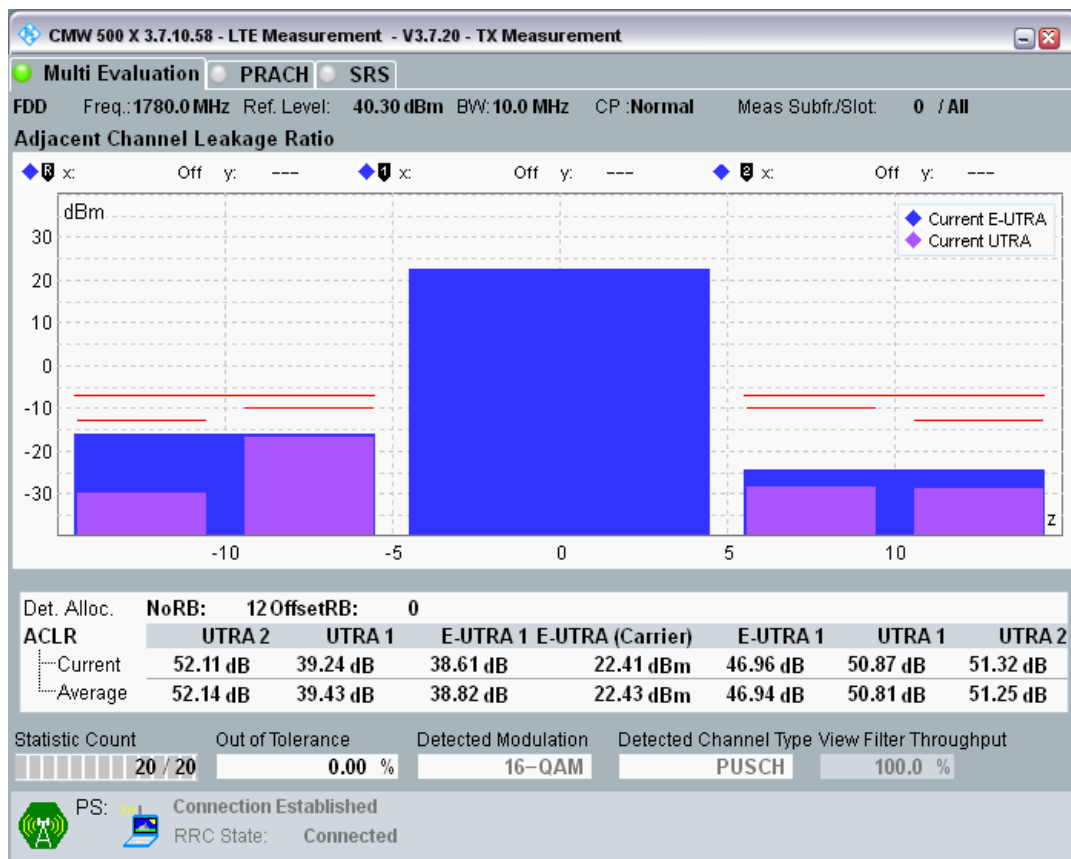 CMW 500 X 3.7.10.58 - LTE Measurement - V3.7.20 - TX Measurement
Multi Evaluation PRACH SRS
FDD Freq.:1780.0 MHz Ref. Level: 40.30 dBm BW: 10.0 MHz CP :Normal Meas Subfr./Slot: 0 / All
Adjacent Channel Leakage Ratio
R x: Off y: --- 1 x: Off y: --- 2 x: Off y: ---
dBm
Current E-UTRA
Current UTRA
30
20
10
0
-10
-20
-30
z
-10 -5 0 5 10
Det. Alloc. NoRB: 12 OffsetRB: 0
ACLR UTRA 2 UTRA 1 E-UTRA 1 E-UTRA (Carrier) E-UTRA 1 UTRA 1 UTRA 2
Current 52.11 dB 39.24 dB 38.61 dB 22.41 dBm 46.96 dB 50.87 dB 51.32 dB
Average 52.14 dB 39.43 dB 38.82 dB 22.43 dBm 46.94 dB 50.81 dB 51.25 dB
Statistic Count Out of Tolerance Detected Modulation Detected Channel Type View Filter Throughput
20 / 20 0.00 % 16-QAM PUSCH 100.0 %
PS: Connection Established
RRC State: Connected